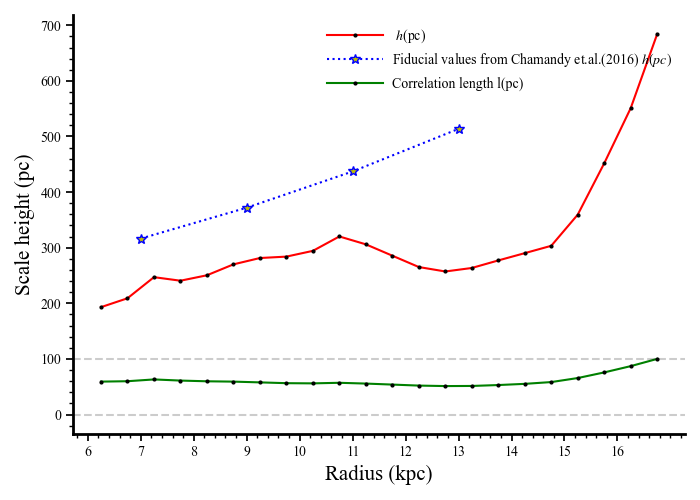 h(pc)
Fiducial values from Chamandy et.al.(2016) h(pc)
Correlation length l(pc)
700
600
500
400
300
200
100
0
Scale height (pc)
6 7 8 9 10 11 12 13 14 15 16
Radius (kpc)